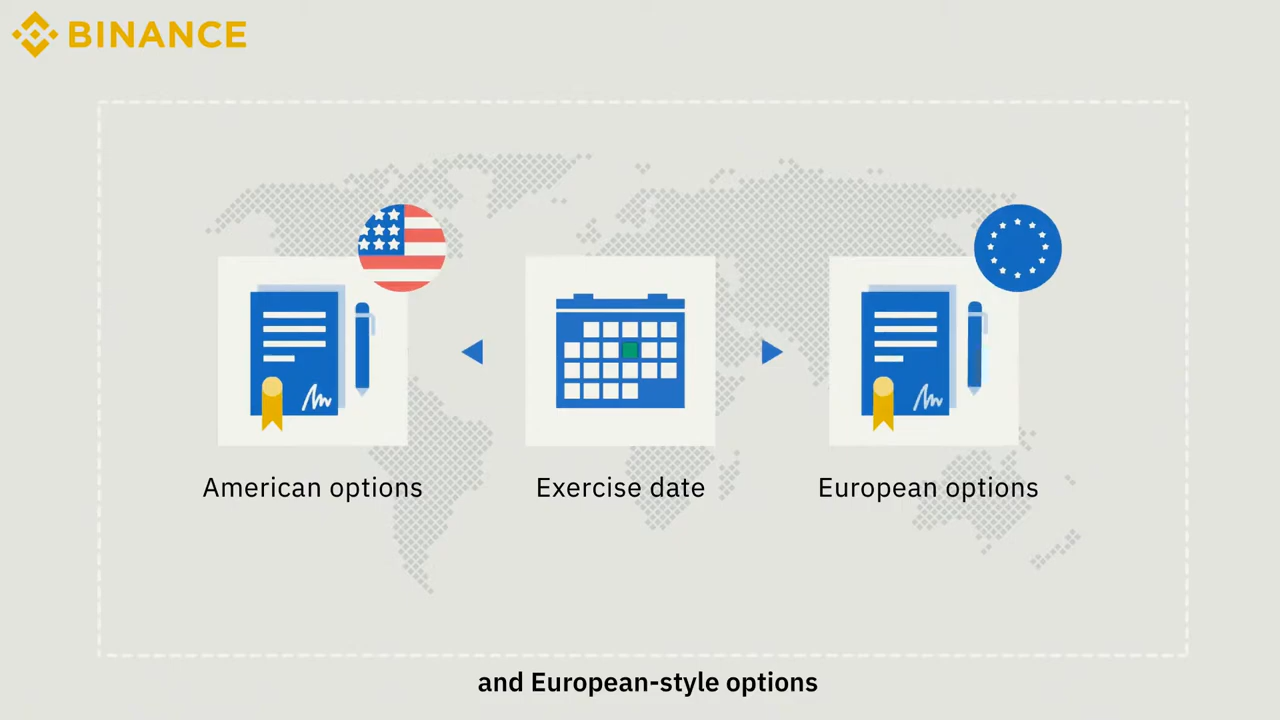 BINANCE
American options
Exercise date
European options
and European-style options